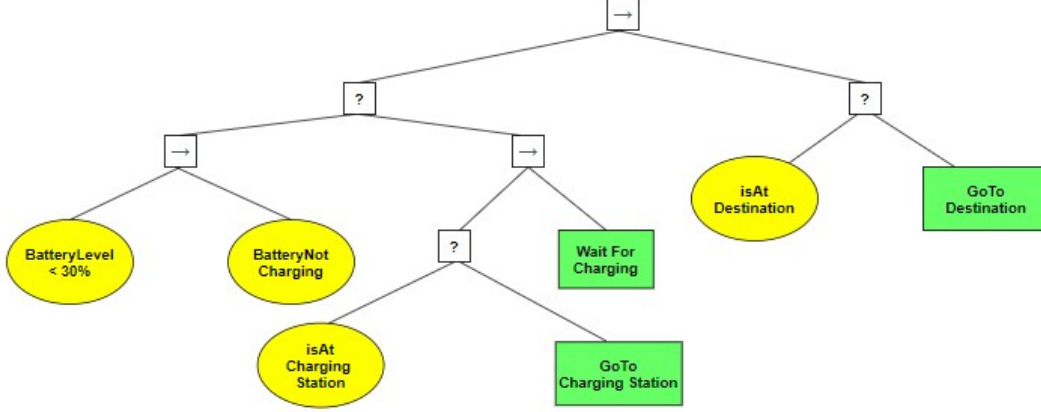 →
?
?
→
→
isAt
Destination
GoTo
Destination
BatteryLevel
< 30%
BatteryNot
Charging
?
Wait For
Charging
isAt
Charging
Station
GoTo
Charging Station